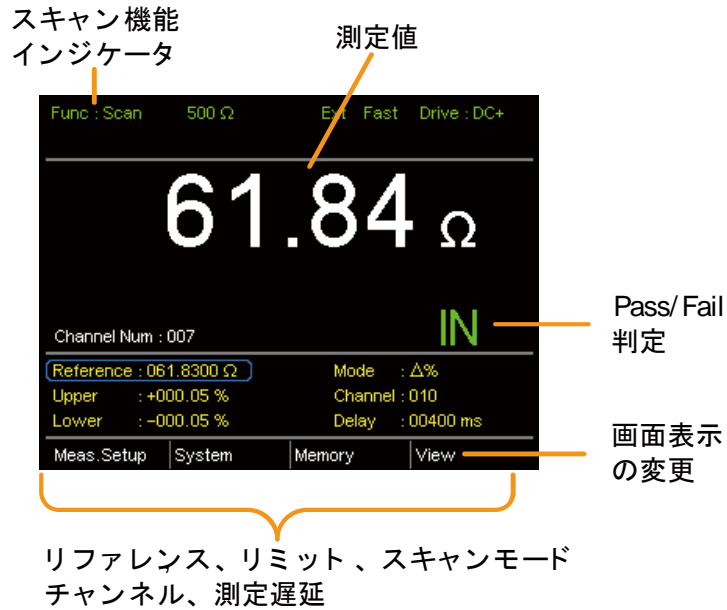 スキャン機能
インジケータ
測定値
Func : Scan 500 Ω Ext Fast Drive : DC+
61.84 Ω
Channel Num : 007
IN
Pass/Fail
判定
Reference : 061.8300 Ω Mode : Δ%
Upper : +000.05 % Channel : 010
Lower : -000.05 % Delay : 00400 ms
Meas.Setup System Memory View
画面表示
の変更
リファレンス、リミット、スキャンモード
チャンネル、測定遅延